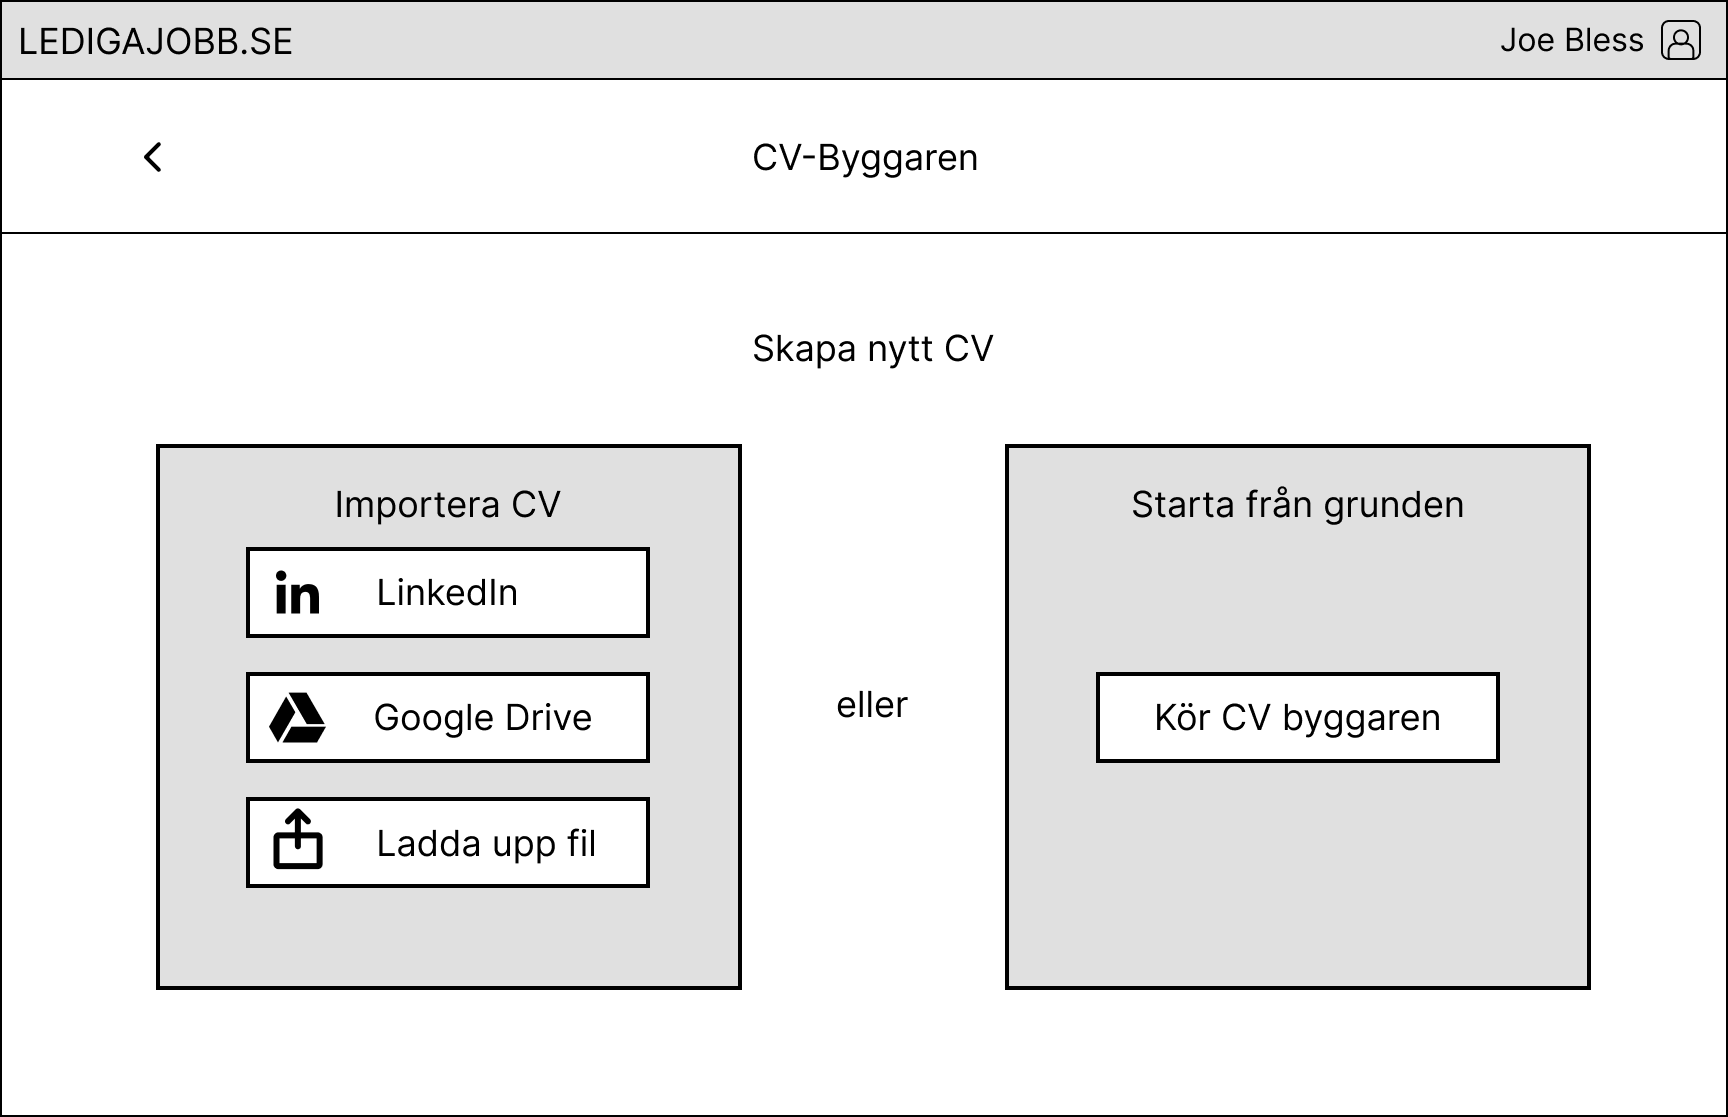 LEDIGAJOBB.SE
Joe Bless
CV-Byggaren
Skapa nytt CV
Importera CV
in LinkedIn
Google Drive
Ladda upp fil
eller
Starta från grunden
Kör CV byggaren